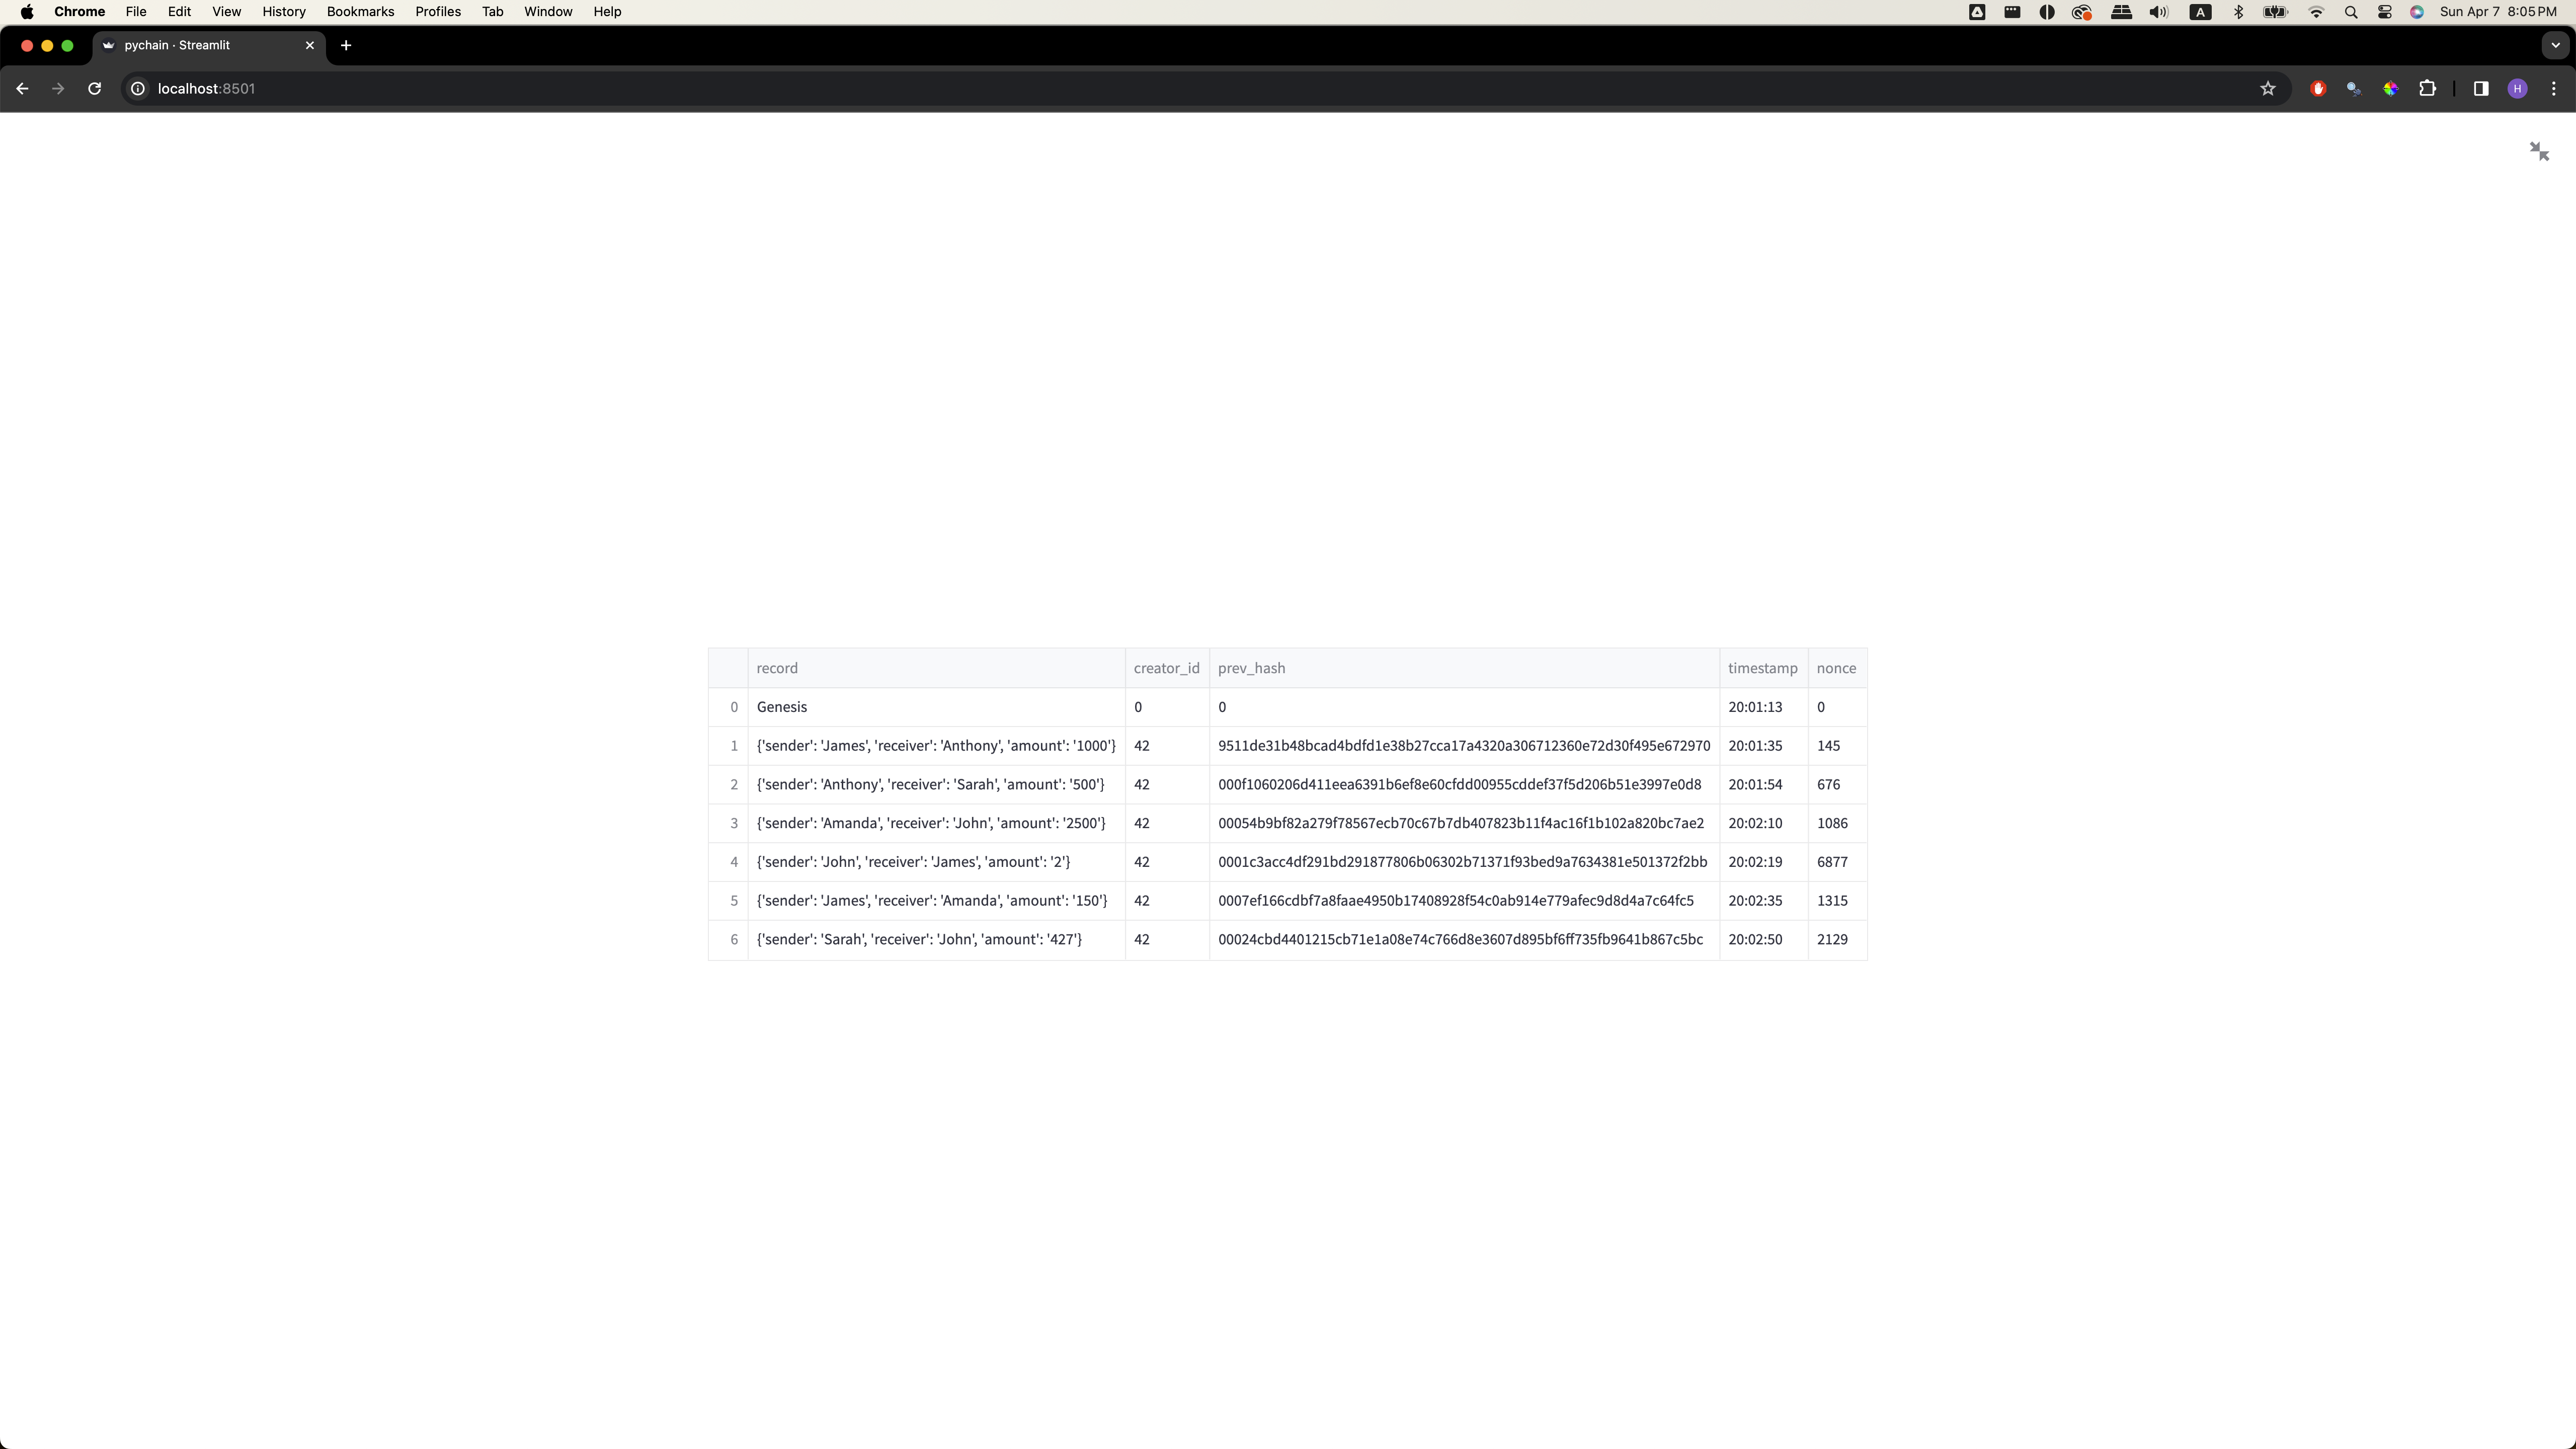 Chrome File Edit View History Bookmarks Profiles Tab Window Help A Sun Apr 7 8:05 PM
pychain · Streamlit
localhost:8501 H
record creator_id prev_hash timestamp nonce
0 Genesis 0 0 20:01:13 0
1 {'sender': 'James', 'receiver': 'Anthony', 'amount': '1000'} 42 9511de31b48bcad4bdfd1e38b27cca17a4320a306712360e72d30f495e672970 20:01:35 145
2 {'sender': 'Anthony', 'receiver': 'Sarah', 'amount': '500'} 42 000f1060206d411eea6391b6ef8e60cfdd00955cddef37f5d206b51e3997e0d8 20:01:54 676
3 {'sender': 'Amanda', 'receiver': 'John', 'amount': '2500'} 42 00054b9bf82a279f78567ecb70c67b7db407823b11f4ac16f1b102a820bc7ae2 20:02:10 1086
4 {'sender': 'John', 'receiver': 'James', 'amount': '2'} 42 0001c3acc4df291bd291877806b06302b71371f93bed9a7634381e501372f2bb 20:02:19 6877
5 {'sender': 'James', 'receiver': 'Amanda', 'amount': '150'} 42 0007ef166cdbf7a8faae4950b17408928f54c0ab914e779afec9d8d4a7c64fc5 20:02:35 1315
6 {'sender': 'Sarah', 'receiver': 'John', 'amount': '427'} 42 00024cbd4401215cb71e1a08e74c766d8e3607d895bf6ff735fb9641b867c5bc 20:02:50 2129